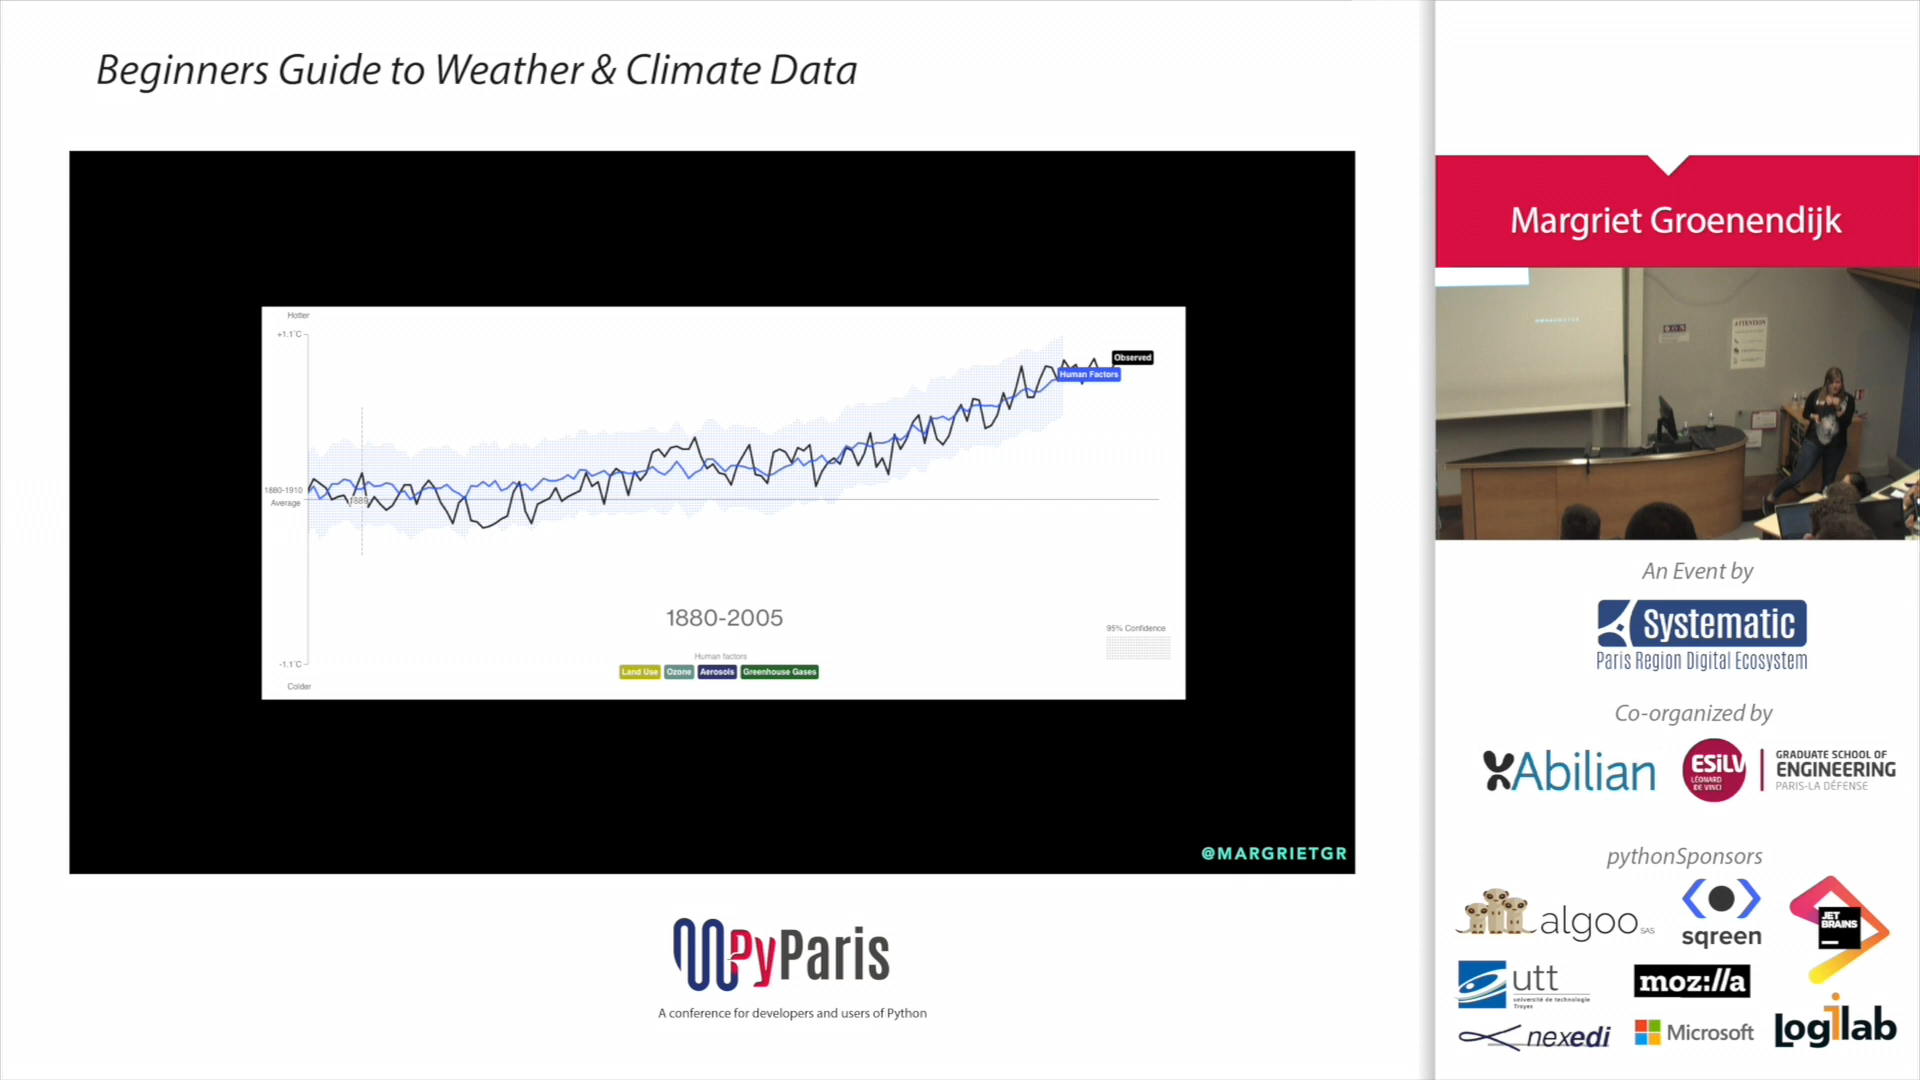 Beginners Guide to Weather & Climate Data
Hotter
+1.1°C
Observed
Human Factors
1880-1910
Average
1889
1880-2005
95% Confidence
Human factors
Land Use Ozone Aerosols Greenhouse Gases
-1.1°C
Colder
@MARGRIETGR
PyParis
A conference for developers and users of Python
Margriet Groenendijk
@MARGRIETGR
ATTENTION
An Event by
Systematic
Paris Region Digital Ecosystem
Co-organized by
Abilian
ESILV
LÉONARD
DE VINCI
GRADUATE SCHOOL OF
ENGINEERING
PARIS-LA DÉFENSE
pythonSponsors
algoo SAS
sqreen
JET
BRAINS
utt
université de technologie
Troyes
moz://a
nexedi
Microsoft
logilab